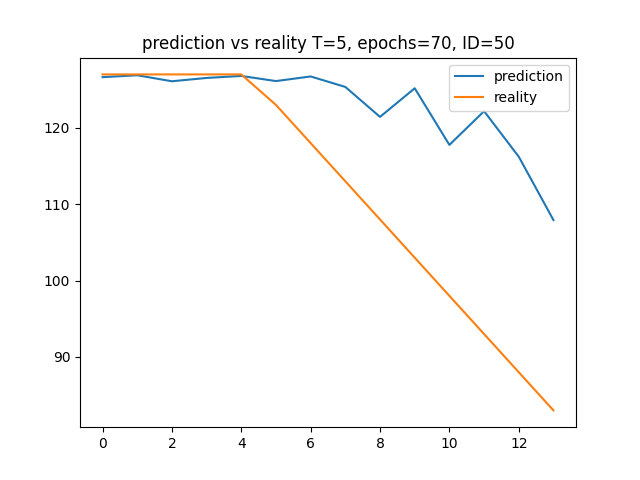 prediction vs reality T=5, epochs=70, ID=50
prediction
reality
120
110
100
90
0 2 4 6 8 10 12